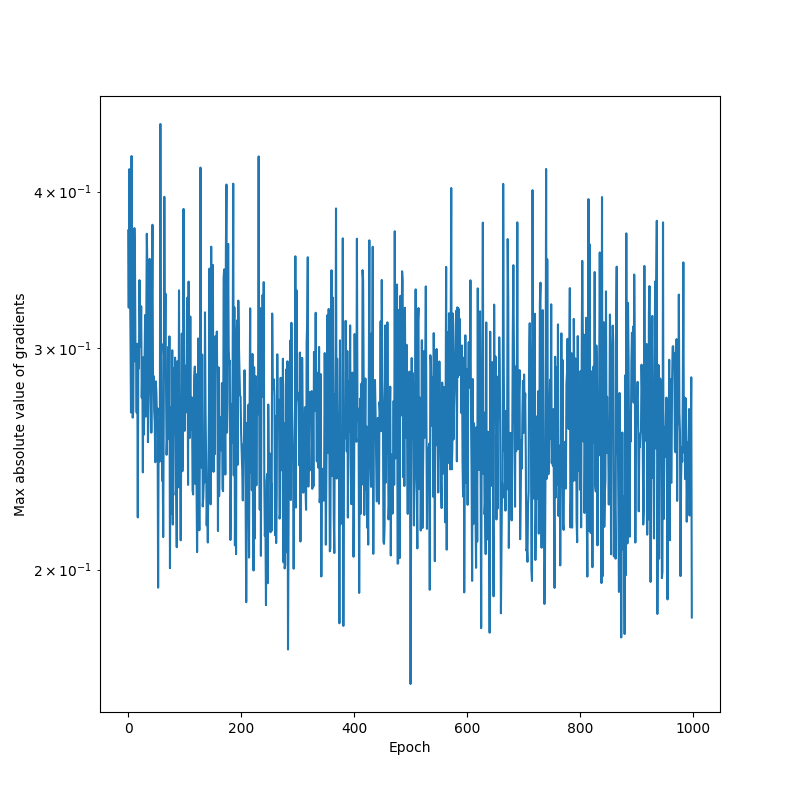 Max absolute value of gradients
4 × 10⁻¹
3 × 10⁻¹
2 × 10⁻¹
0 200 400 600 800 1000
Epoch